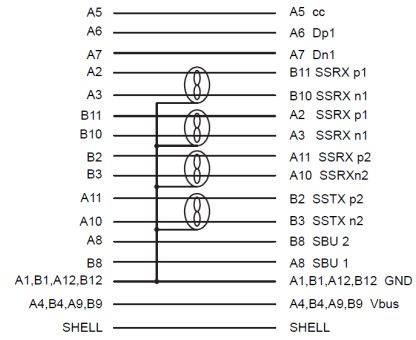 A5 A5 cc
A6 A6 Dp1
A7 A7 Dn1
A2 B11 SSRX p1
A3 B10 SSRX n1
B11 A2 SSRX p1
B10 A3 SSRX n1
B2 A11 SSRX p2
B3 A10 SSRXn2
A11 B2 SSTX p2
A10 B3 SSTX n2
A8 B8 SBU 2
B8 A8 SBU 1
A1,B1,A12,B12 A1,B1,A12,B12 GND
A4,B4,A9,B9 A4,B4,A9,B9 Vbus
SHELL SHELL